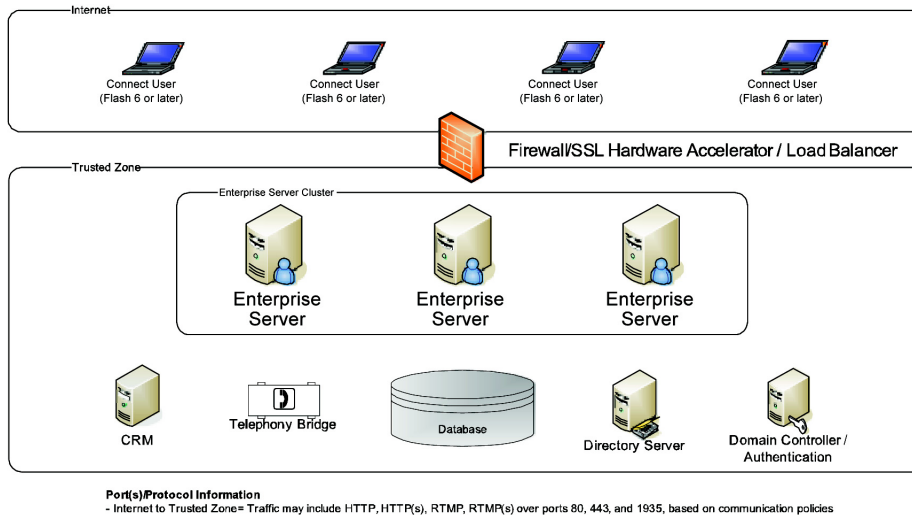 Internet
Connect User
(Flash 6 or later)
Connect User
(Flash 6 or later)
Connect User
(Flash 6 or later)
Connect User
(Flash 6 or later)
Firewall/SSL Hardware Accelerator / Load Balancer
Trusted Zone
Enterprise Server Cluster
Enterprise
Server
Enterprise
Server
Enterprise
Server
CRM
Telephony Bridge
Database
Directory Server
Domain Controller /
Authentication
Port(s)/Protocol Information
- Internet to Trusted Zone= Traffic may include HTTP, HTTP(s), RTMP, RTMP(s) over ports 80, 443, and 1935, based on communication policies